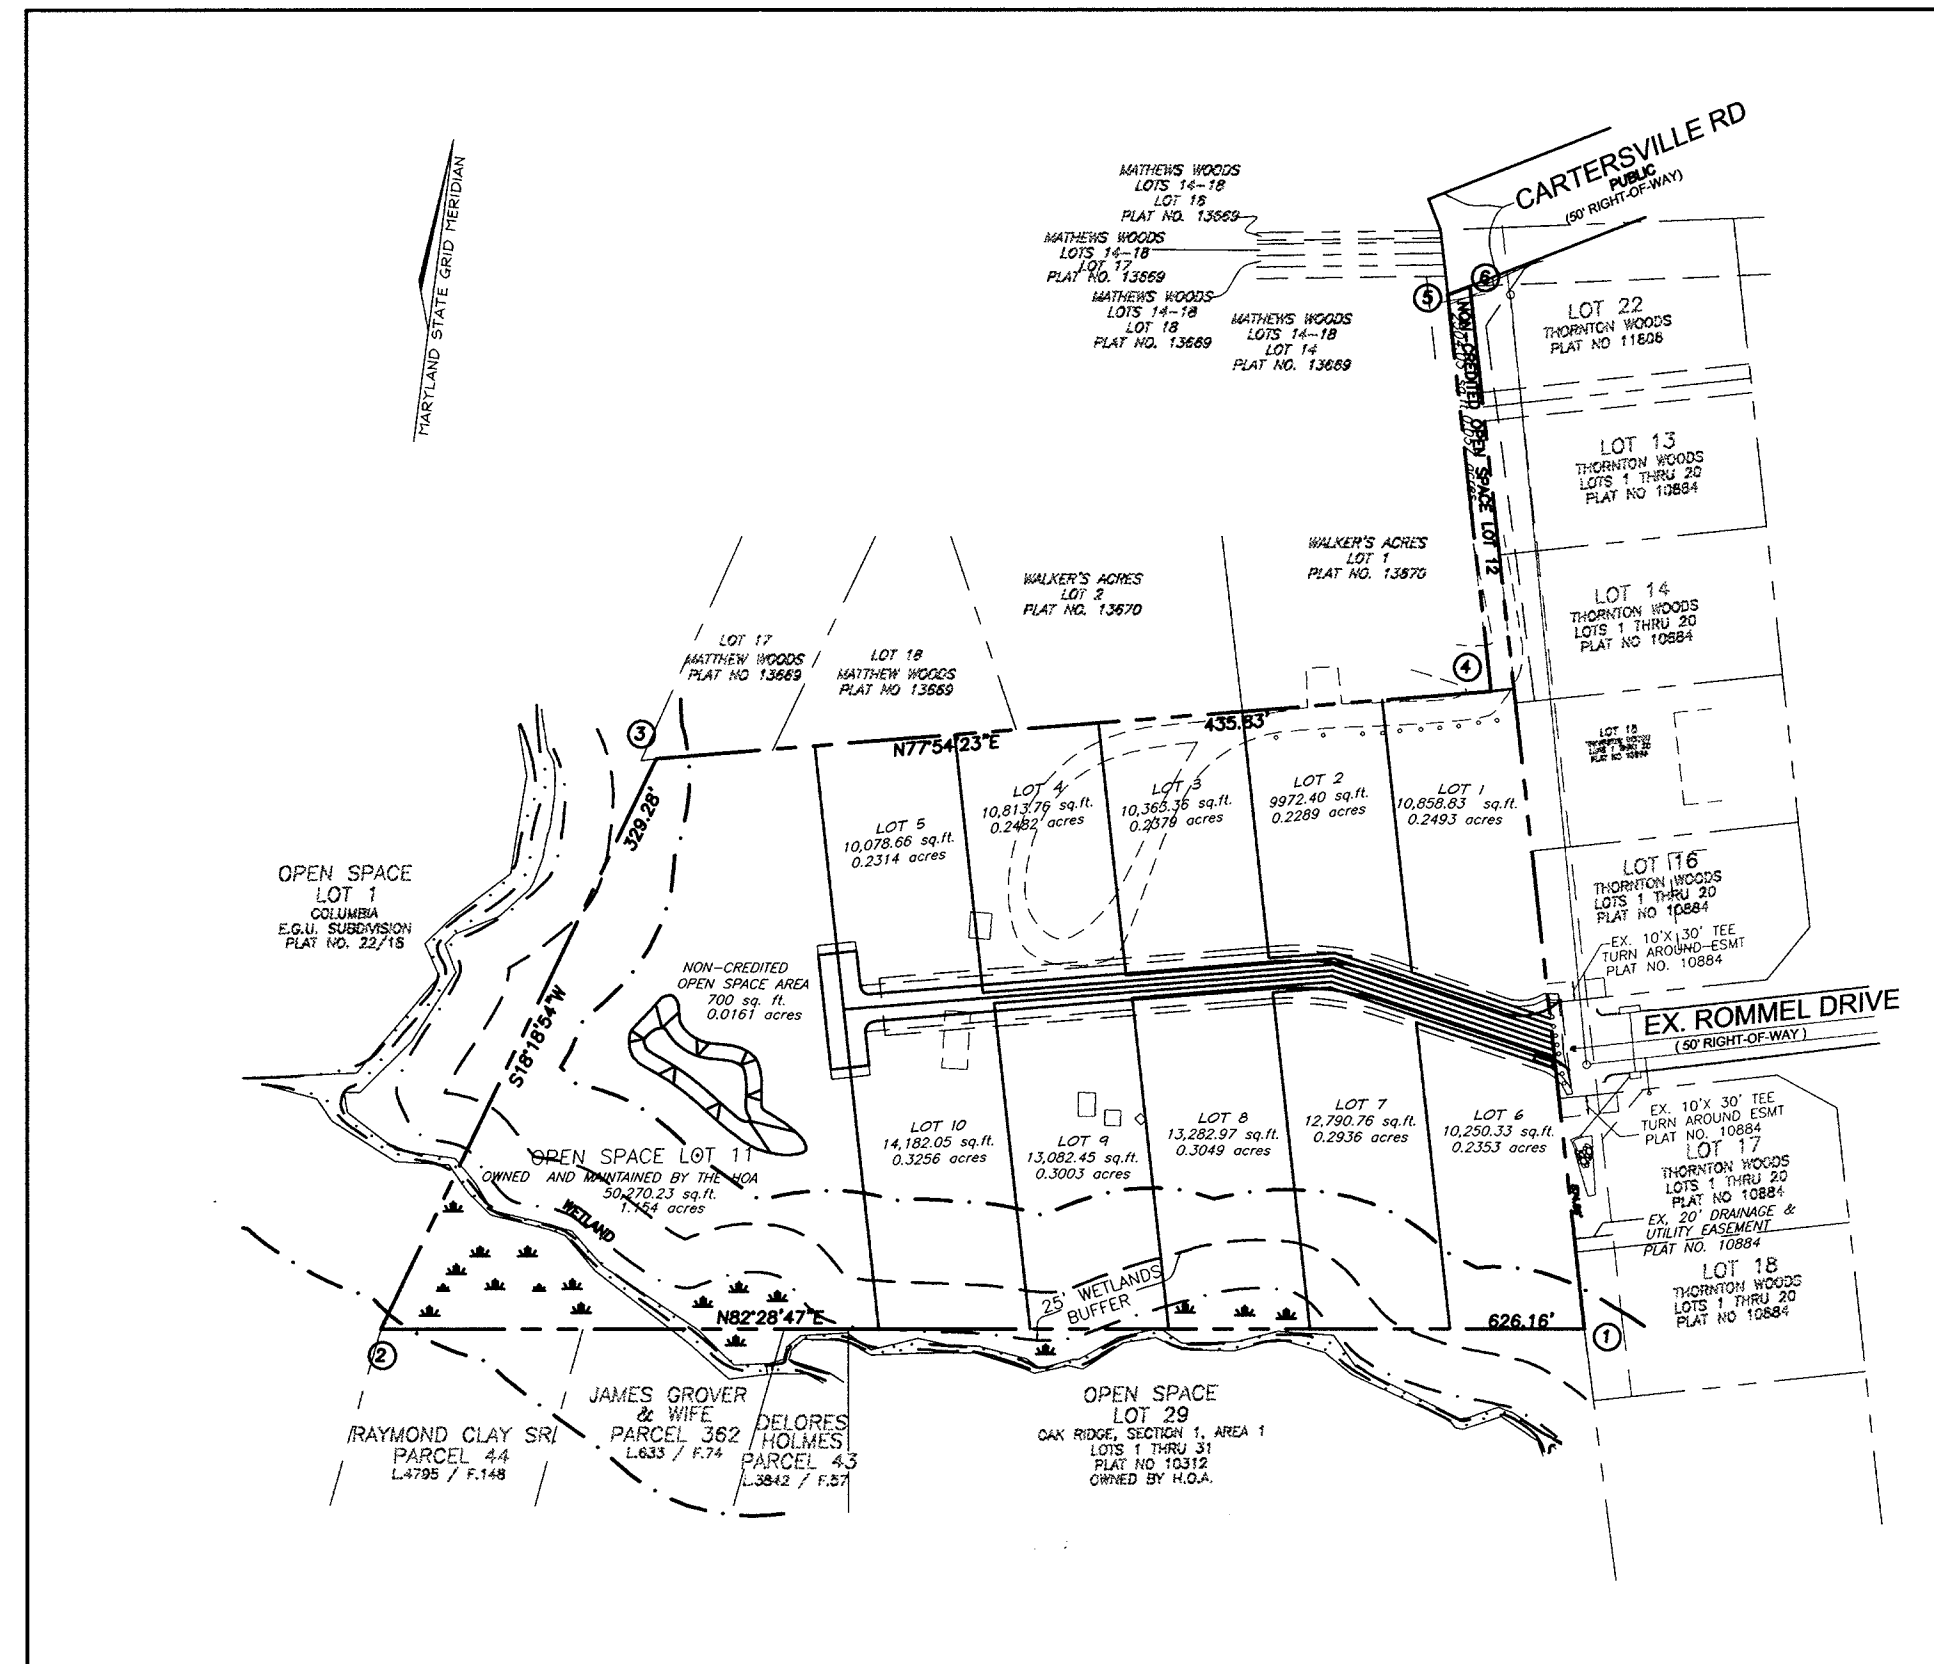 MARYLAND STATE GRID MERIDIAN
CARTERSVILLE RD
PUBLIC
(50' RIGHT-OF-WAY)
MATHEWS WOODS
LOTS 14-18
LOT 16
PLAT NO. 13669
MATHEWS WOODS
LOTS 14-18
LOT 17
PLAT NO. 13669
MATHEWS WOODS
LOTS 14-18
LOT 18
PLAT NO. 13669
MATHEWS WOODS
LOTS 14-18
LOT 14
PLAT NO. 13669
5
6
NON-CREDITED OPEN SPACE LOT 12
acres
LOT 22
THORNTON WOODS
PLAT NO 11808
LOT 13
THORNTON WOODS
LOTS 1 THRU 20
PLAT NO 10884
LOT 14
THORNTON WOODS
LOTS 1 THRU 20
PLAT NO 10884
WALKER'S ACRES
LOT 1
PLAT NO. 13670
WALKER'S ACRES
LOT 2
PLAT NO. 13670
LOT 17
MATTHEW WOODS
PLAT NO 13669
LOT 18
MATTHEW WOODS
PLAT NO 13669
4
3
N77°54'23"E
435.83'
329.28'
S18°18'54"W
LOT 5
10,078.66 sq.ft.
0.2314 acres
LOT 4
10,813.76 sq.ft.
0.2482 acres
LOT 3
10,363.36 sq.ft.
0.2379 acres
LOT 2
9972.40 sq.ft.
0.2289 acres
LOT 1
10,858.83 sq.ft.
0.2493 acres
LOT 16
THORNTON WOODS
LOTS 1 THRU 20
PLAT NO 10884
EX. 10'X 30' TEE
TURN AROUND ESMT
PLAT NO. 10884
OPEN SPACE
LOT 1
COLUMBIA
E.G.U. SUBDIVISION
PLAT NO. 22/18
NON-CREDITED
OPEN SPACE AREA
700 sq. ft.
0.0161 acres
EX. ROMMEL DRIVE
( 50' RIGHT-OF-WAY )
OPEN SPACE LOT 11
OWNED AND MAINTAINED BY THE HOA
50,270.23 sq.ft.
1.154 acres
WETLAND
LOT 10
14,182.05 sq.ft.
0.3256 acres
LOT 9
13,082.45 sq.ft.
0.3003 acres
LOT 8
13,282.97 sq.ft.
0.3049 acres
LOT 7
12,790.76 sq.ft.
0.2936 acres
LOT 6
10,250.33 sq.ft.
0.2353 acres
EX. 10'X 30' TEE
TURN AROUND ESMT
PLAT NO. 10884
LOT 17
THORNTON WOODS
LOTS 1 THRU 20
PLAT NO 10884
EX. 20' DRAINAGE &
UTILITY EASEMENT
PLAT NO. 10884
LOT 18
THORNTON WOODS
LOTS 1 THRU 20
PLAT NO 10884
25' WETLANDS
BUFFER
N82°28'47"E
626.16'
1
2
RAYMOND CLAY SR
PARCEL 44
L.4795 / F.148
JAMES GROVER
& WIFE
PARCEL 362
L.633 / F.74
DELORES
HOLMES
PARCEL 43
L.3842 / F.57
OPEN SPACE
LOT 29
OAK RIDGE, SECTION 1, AREA 1
LOTS 1 THRU 31
PLAT NO 10312
OWNED BY H.O.A.